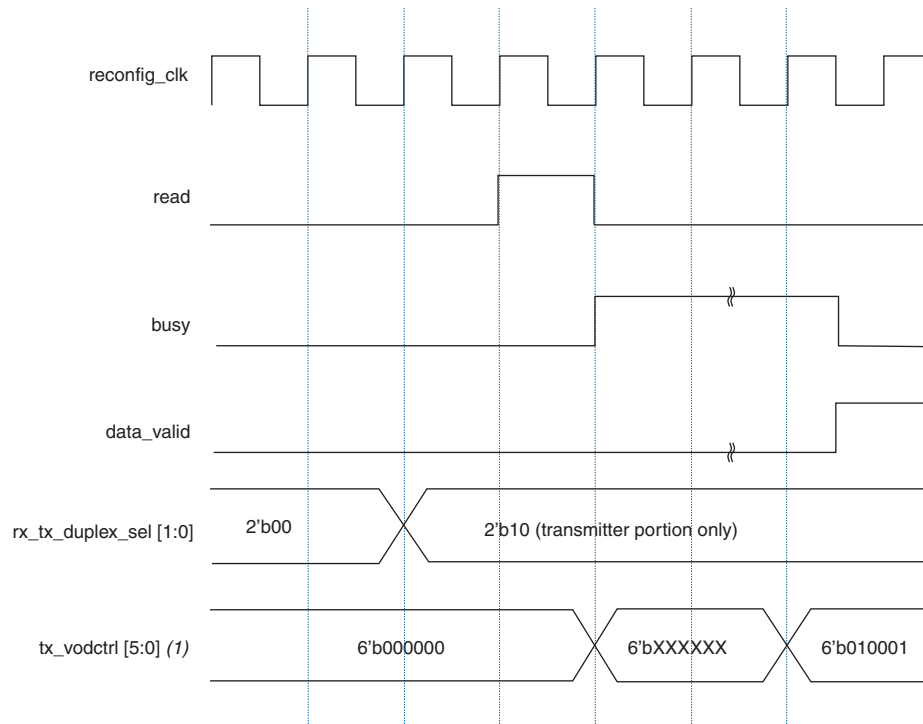 reconfig_clk
read
busy
data_valid
rx_tx_duplex_sel [1:0]
2'b00
2'b10 (transmitter portion only)
tx_vodctrl [5:0] (1)
6'b000000
6'bXXXXXX
6'b010001